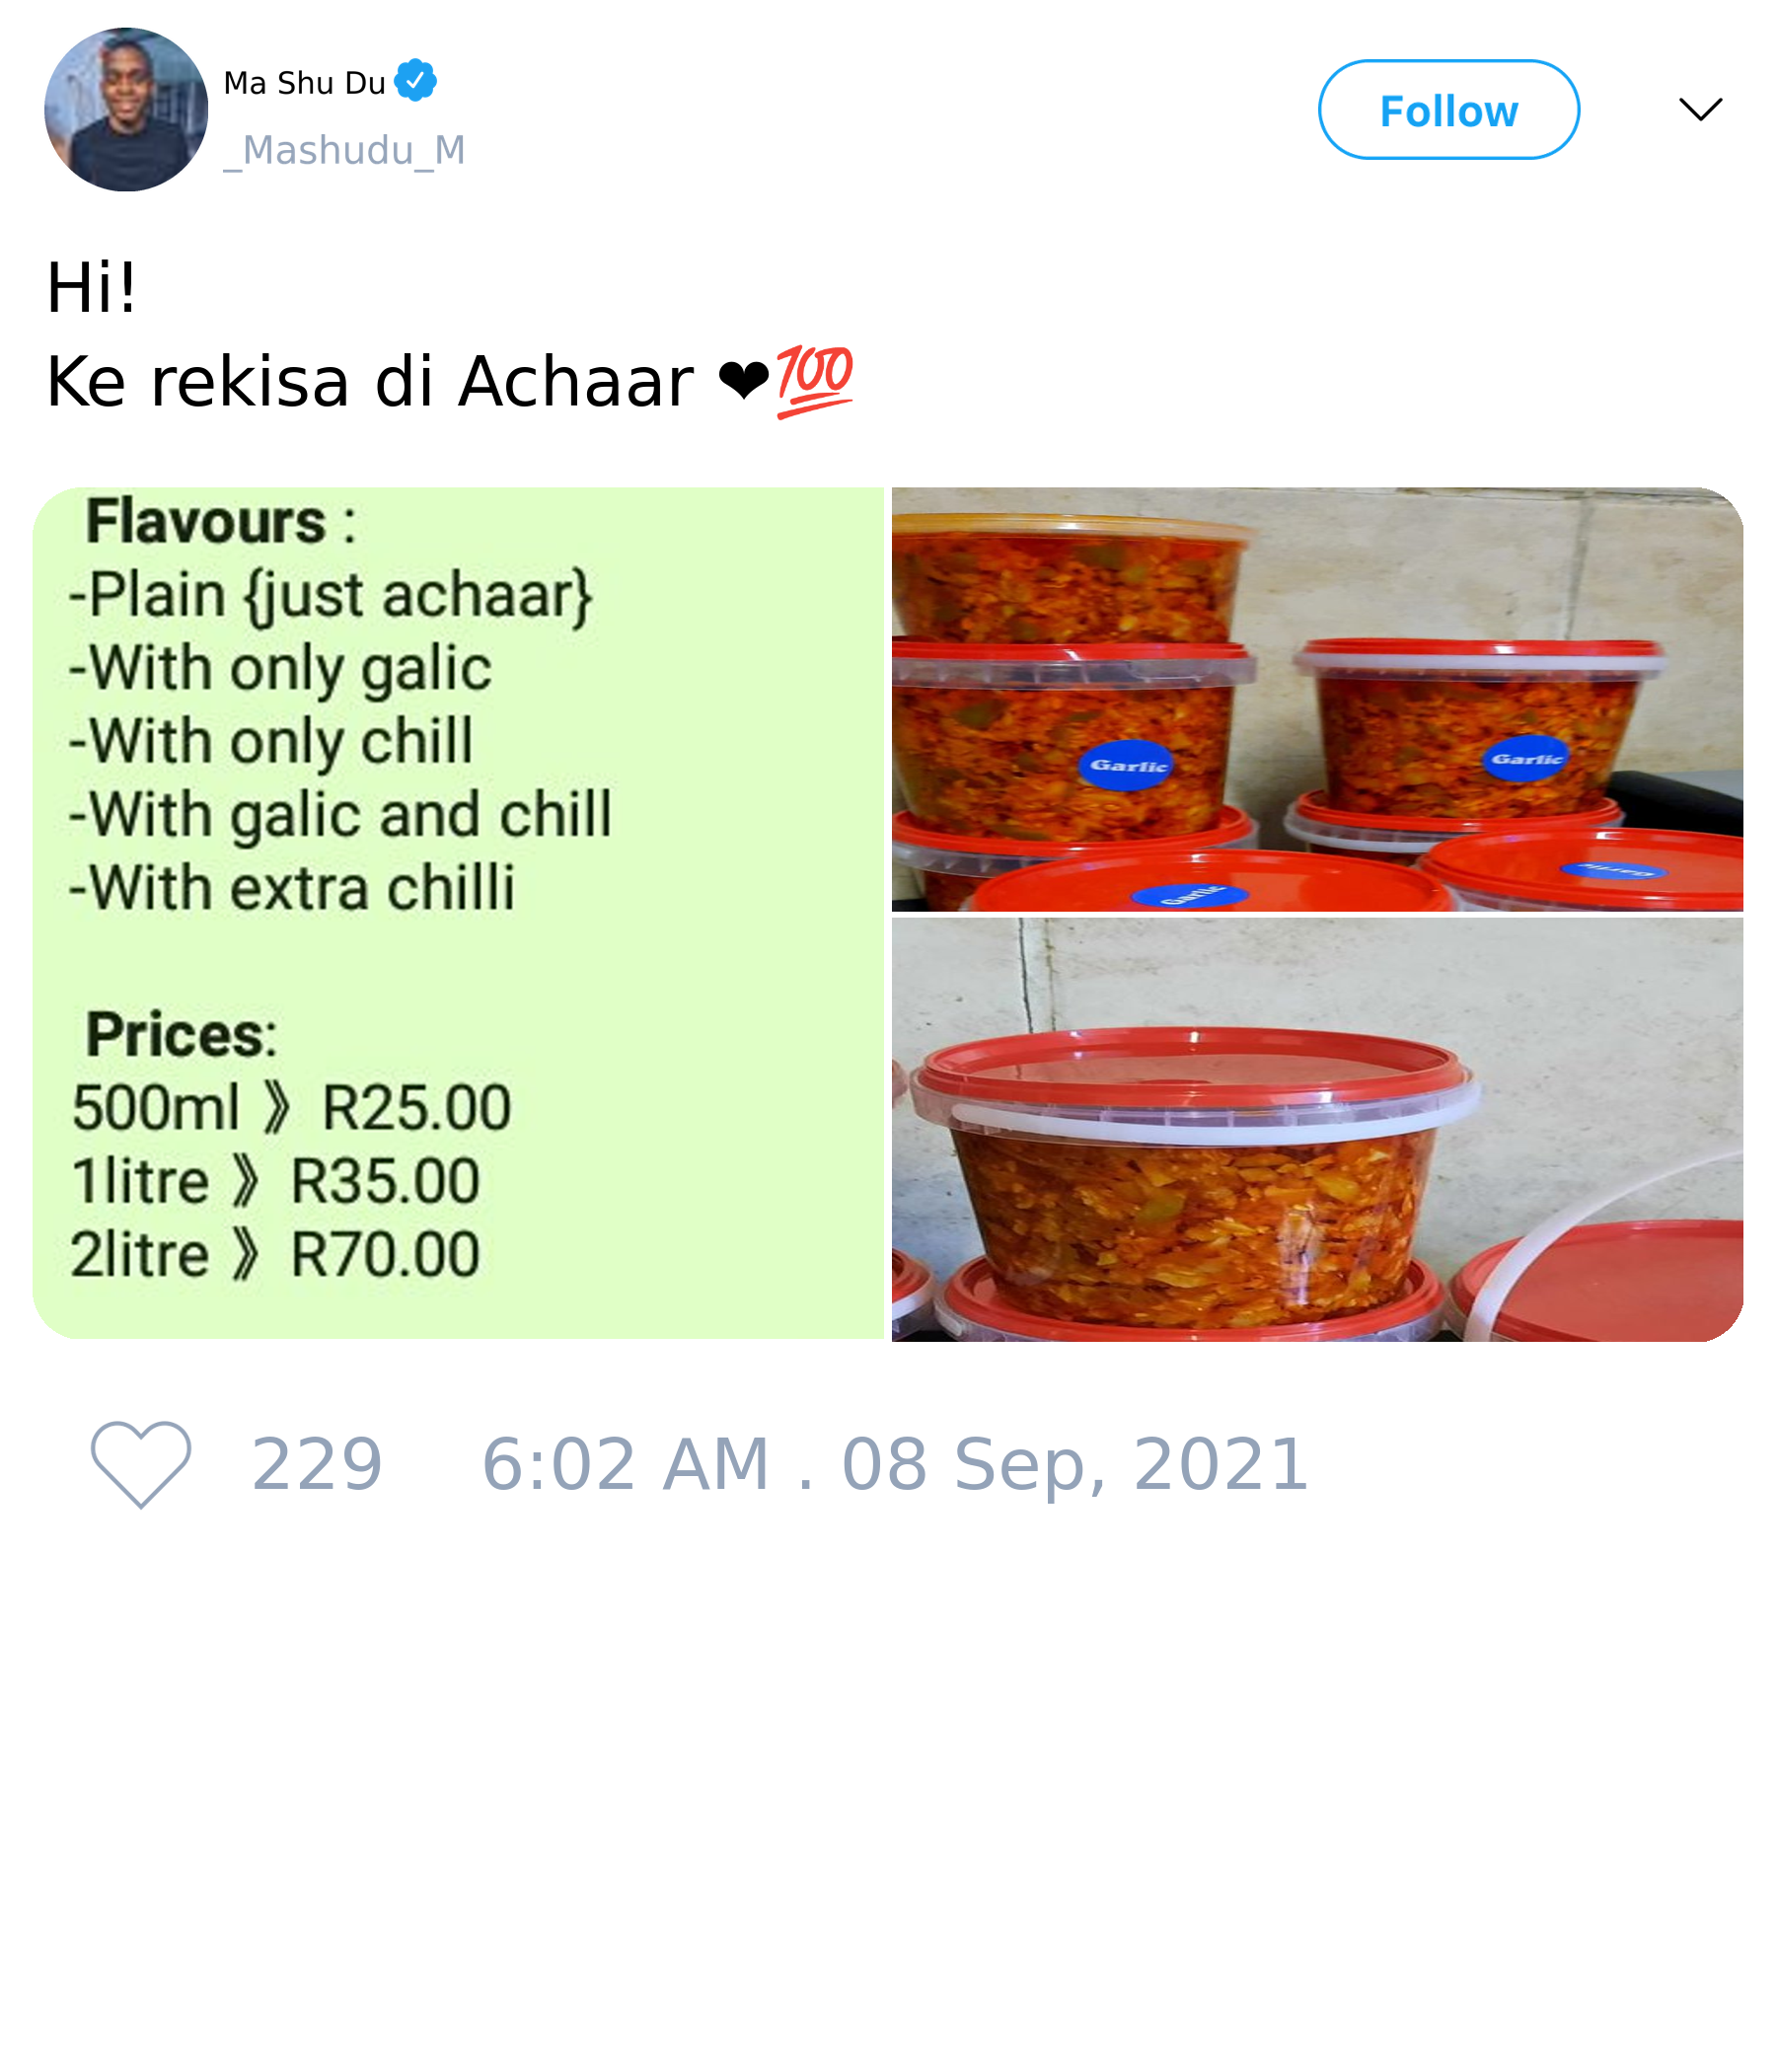 Ma Shu Du
_Mashudu_M
Follow
Hi!
Ke rekisa di Achaar ❤💯
Flavours :
-Plain {just achaar}
-With only galic
-With only chill
-With galic and chill
-With extra chilli
Prices:
500ml 》 R25.00
1litre 》 R35.00
2litre 》 R70.00
Garlic
Garlic
Garlic
Garlic
229 6:02 AM . 08 Sep, 2021